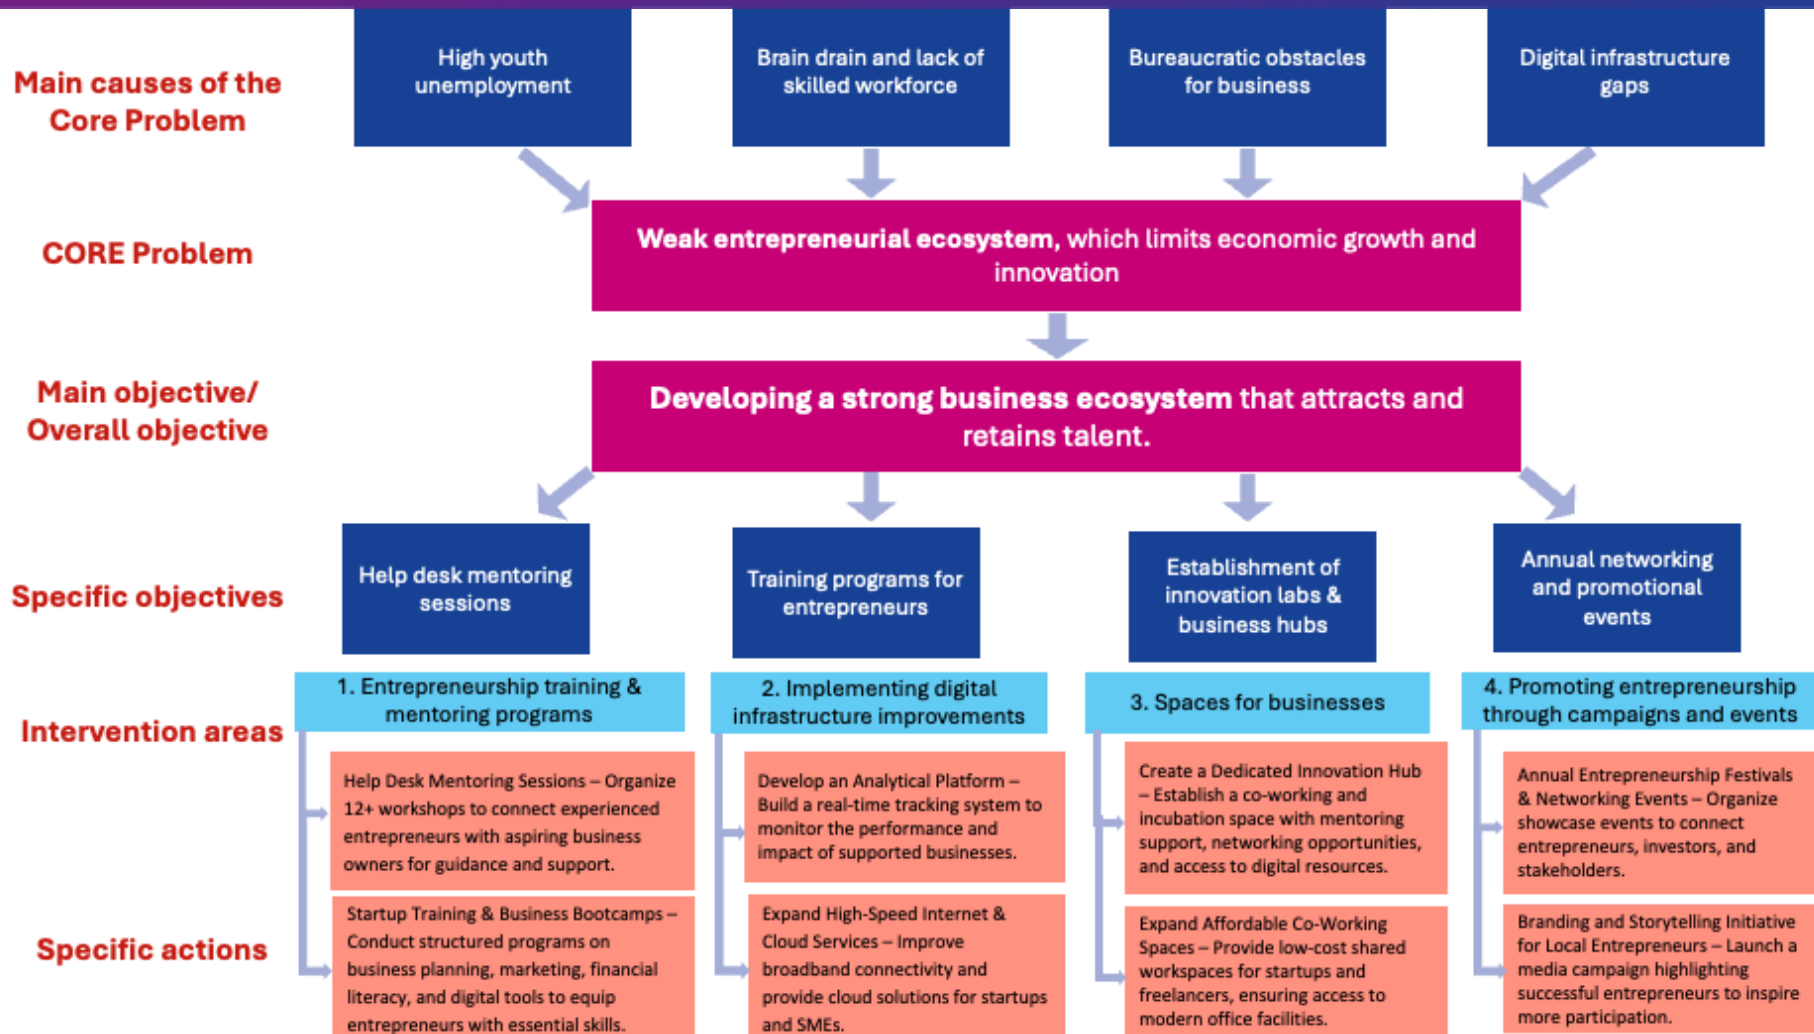 Main causes of the
Core Problem
High youth
unemployment
Brain drain and lack of
skilled workforce
Bureaucratic obstacles
for business
Digital infrastructure
gaps
CORE Problem
Weak entrepreneurial ecosystem, which limits economic growth and
innovation
Main objective/
Overall objective
Developing a strong business ecosystem that attracts and
retains talent.
Specific objectives
Help desk mentoring
sessions
Training programs for
entrepreneurs
Establishment of
innovation labs &
business hubs
Annual networking
and promotional
events
Intervention areas
1. Entrepreneurship training &
mentoring programs
2. Implementing digital
infrastructure improvements
3. Spaces for businesses
4. Promoting entrepreneurship
through campaigns and events
Specific actions
Help Desk Mentoring Sessions – Organize
12+ workshops to connect experienced
entrepreneurs with aspiring business
owners for guidance and support.
Develop an Analytical Platform –
Build a real-time tracking system to
monitor the performance and
impact of supported businesses.
Create a Dedicated Innovation Hub
– Establish a co-working and
incubation space with mentoring
support, networking opportunities,
and access to digital resources.
Annual Entrepreneurship Festivals
& Networking Events – Organize
showcase events to connect
entrepreneurs, investors, and
stakeholders.
Startup Training & Business Bootcamps –
Conduct structured programs on
business planning, marketing, financial
literacy, and digital tools to equip
entrepreneurs with essential skills.
Expand High-Speed Internet &
Cloud Services – Improve
broadband connectivity and
provide cloud solutions for startups
and SMEs.
Expand Affordable Co-Working
Spaces – Provide low-cost shared
workspaces for startups and
freelancers, ensuring access to
modern office facilities.
Branding and Storytelling Initiative
for Local Entrepreneurs – Launch a
media campaign highlighting
successful entrepreneurs to inspire
more participation.